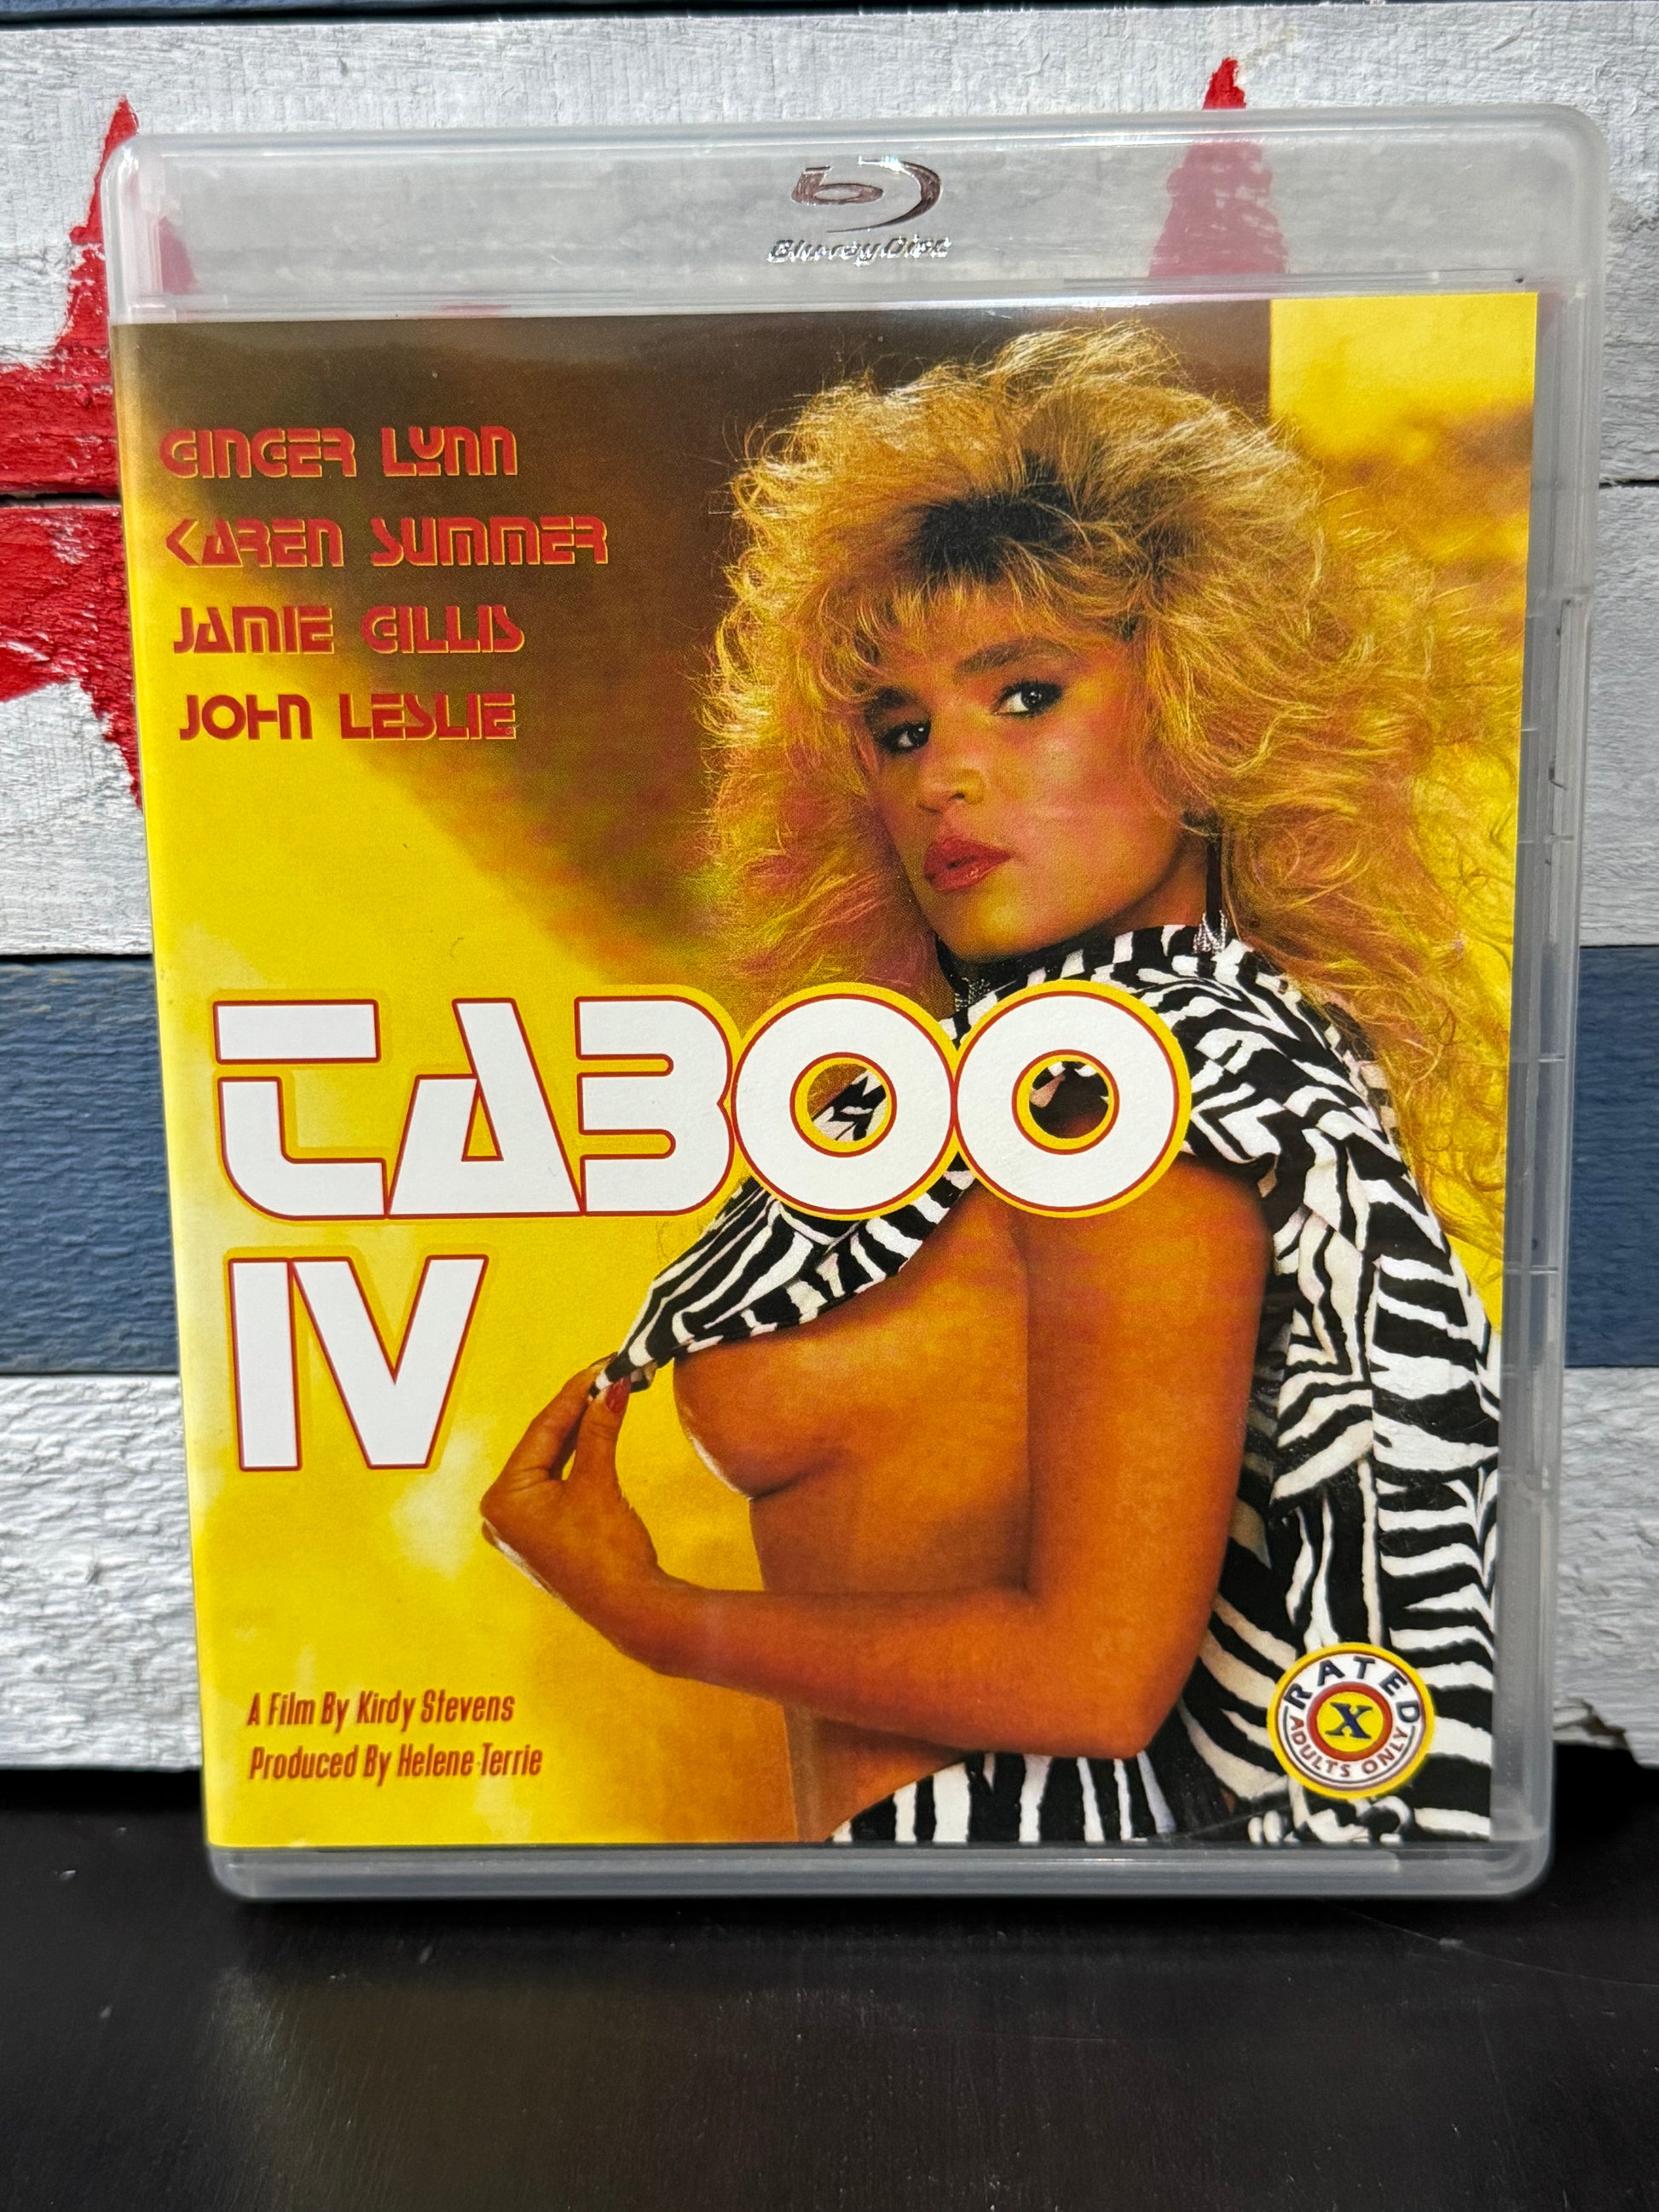 Blu-ray Disc
GINGER LYNN
KAREN SUMMER
JAMIE GILLIS
JOHN LESLIE
TABOO
IV
A Film By Kirdy Stevens
Produced By Helene Terrie
RATED
X
ADULTS ONLY